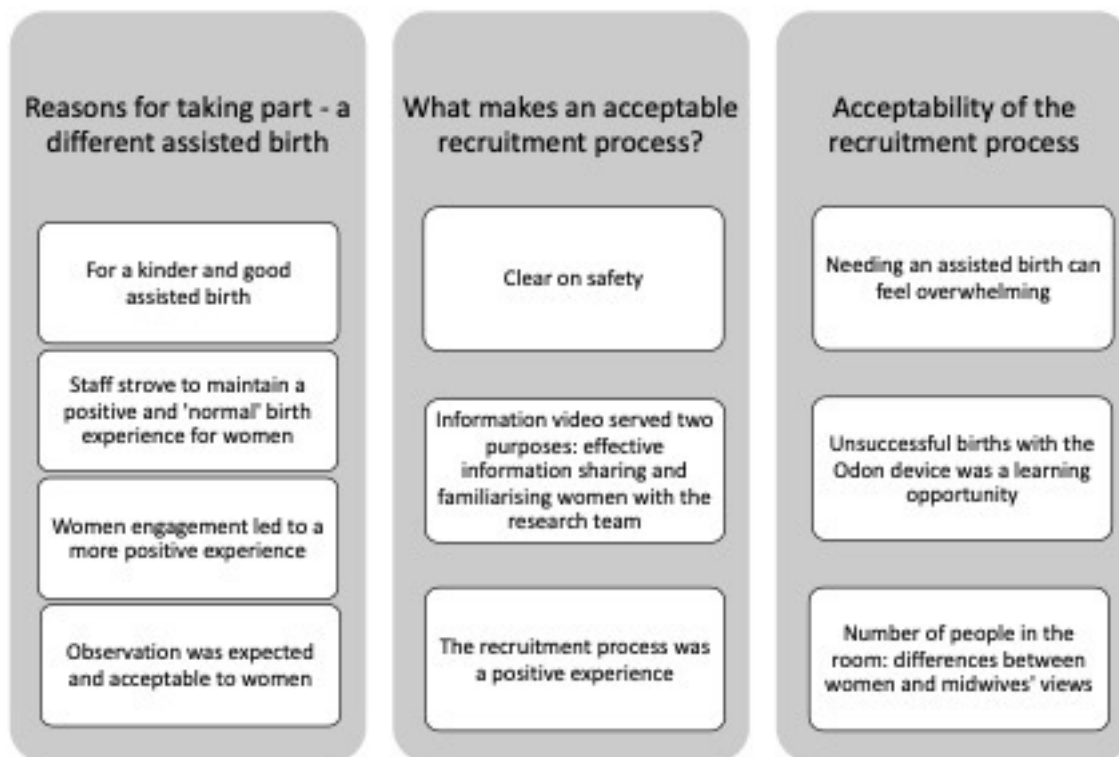 Reasons for taking part - a
different assisted birth
For a kinder and good
assisted birth
Staff strove to maintain a
positive and 'normal' birth
experience for women
Women engagement led to a
more positive experience
Observation was expected
and acceptable to women
What makes an acceptable
recruitment process?
Clear on safety
Information video served two
purposes: effective
information sharing and
familiarising women with the
research team
The recruitment process was
a positive experience
Acceptability of the
recruitment process
Needing an assisted birth can
feel overwhelming
Unsuccessful births with the
Odon device was a learning
opportunity
Number of people in the
room: differences between
women and midwives' views